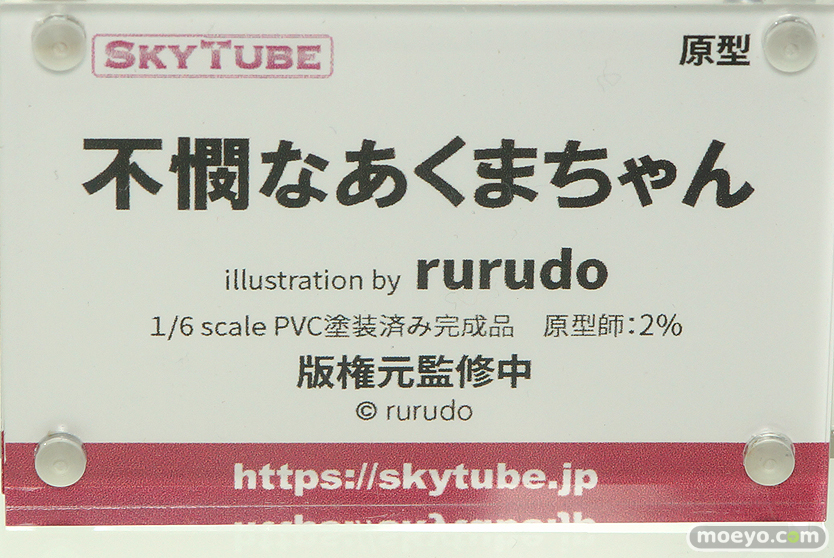 SKYTUBE
原型
不憫なあくまちゃん
illustration by rurudo
1/6 scale PVC塗装済み完成品　原型師：2%
版権元監修中
© rurudo
https://skytube.jp
moeyo.com